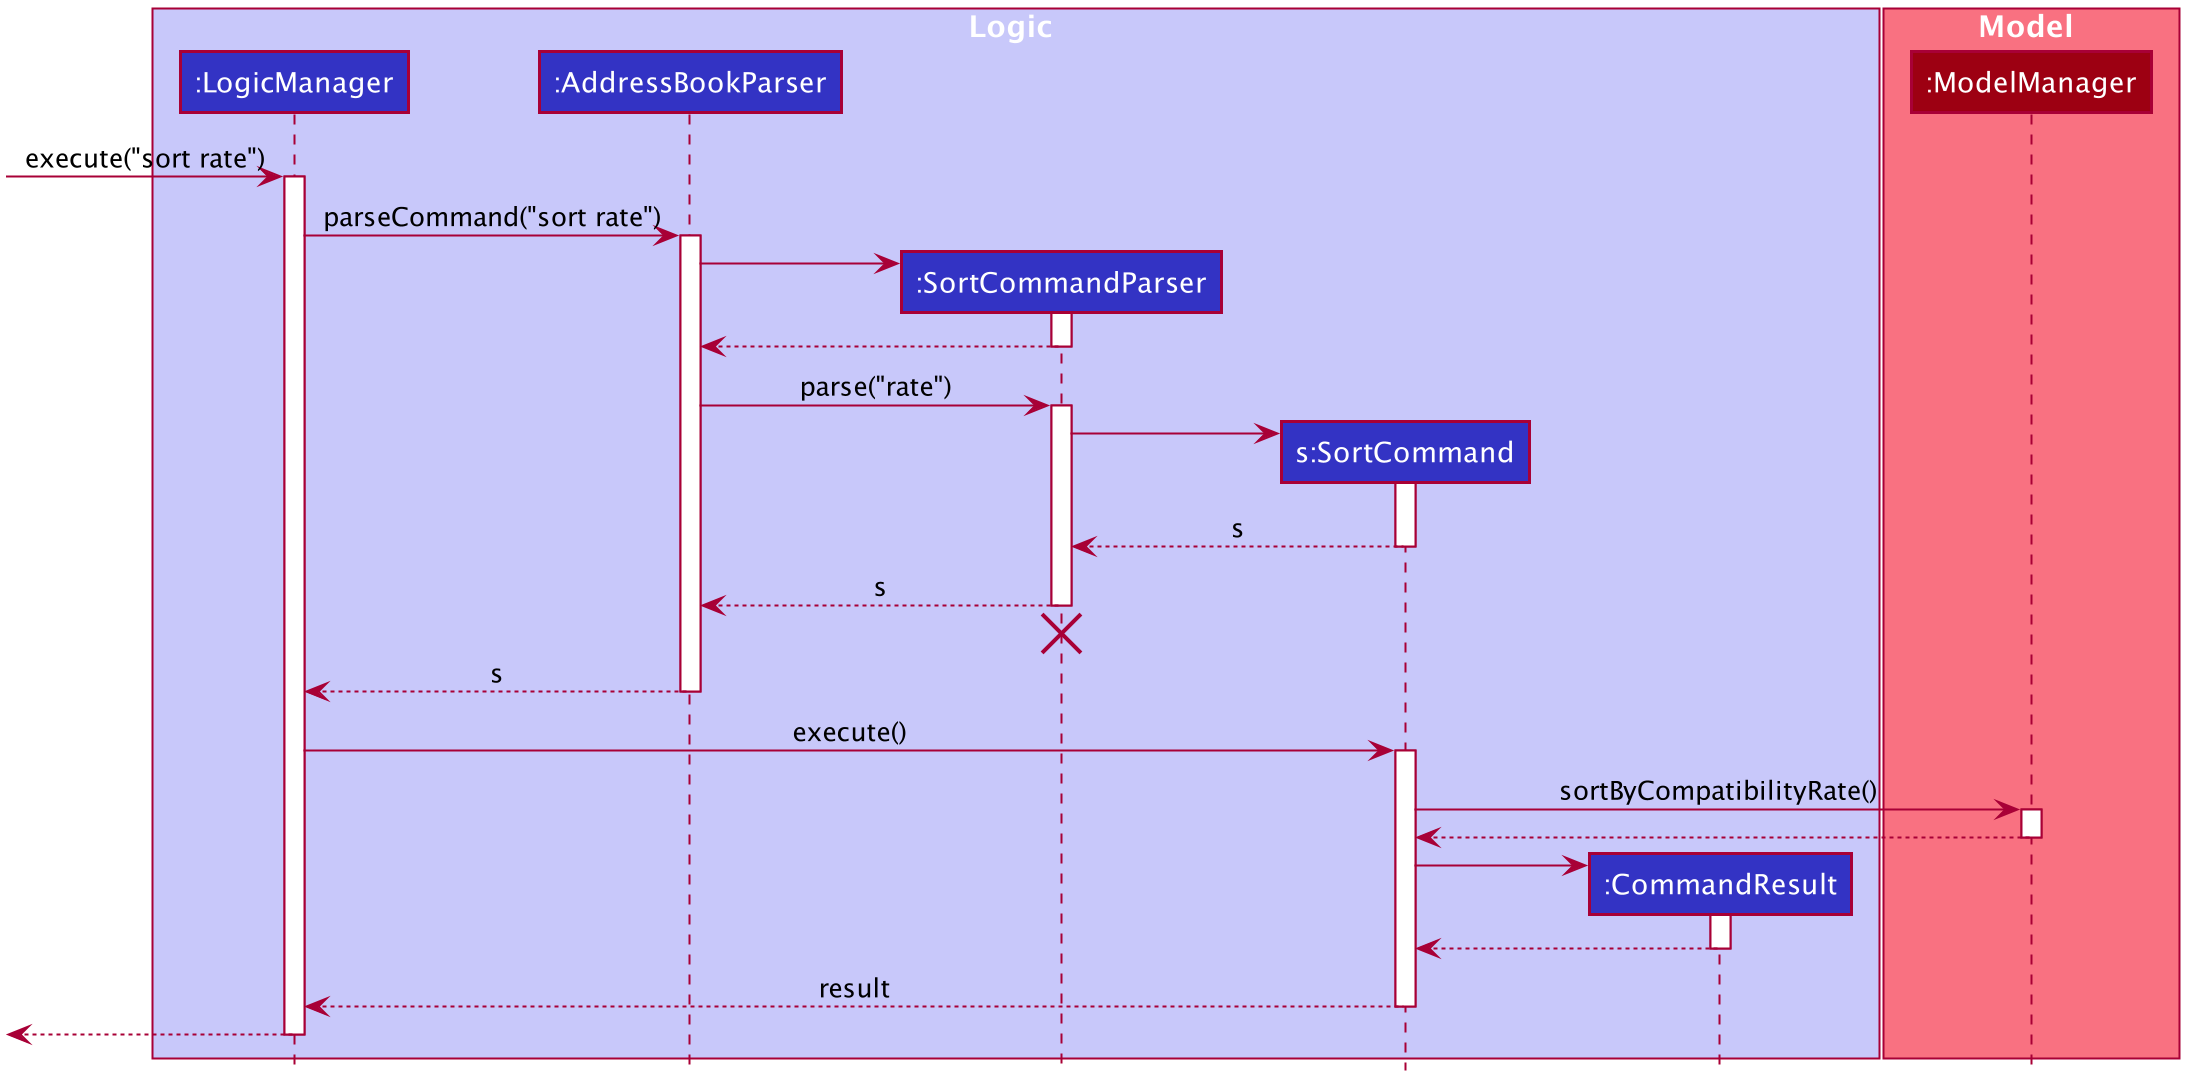 Logic
Model
:LogicManager
:AddressBookParser
:ModelManager
execute("sort rate")
parseCommand("sort rate")
:SortCommandParser
parse("rate")
s:SortCommand
s
s
s
execute()
sortByCompatibilityRate()
:CommandResult
result